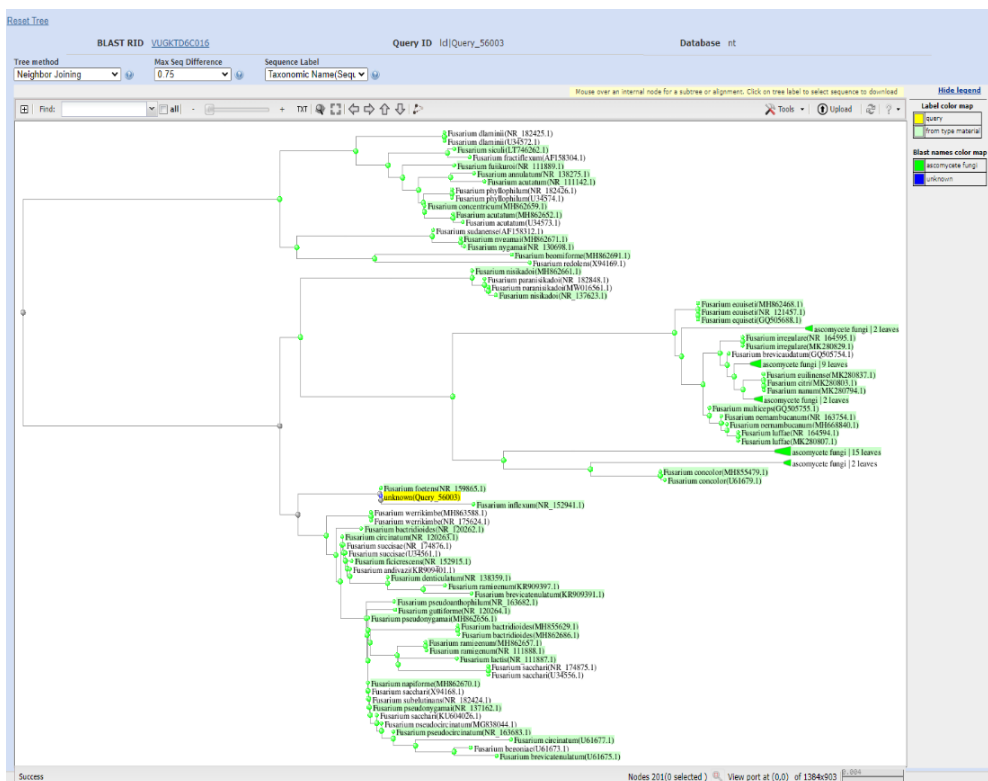 Reset Tree
BLAST RID VUGKTD6C016 Query ID lcl|Query_56003 Database nt
Tree method Max Seq Difference Sequence Label
Neighbor Joining 0.75 Taxonomic Name(Sequ
Mouse over an internal node for a subtree or alignment. Click on tree label to select sequence to download Hide legend
Find: all - + TXT Tools Upload ?
Label color map
query
from type material
Blast names color map
ascomycete fungi
unknown
Fusarium dlaminii(NR_182425.1)
Fusarium dlaminii(U34572.1)
Fusarium siculi(LT746262.1)
Fusarium fractiflexum(AF158304.1)
Fusarium fujikuroi(NR_111889.1)
Fusarium annulatum(NR_138275.1)
Fusarium acutatum(NR_111142.1)
Fusarium phyllophilum(NR_182426.1)
Fusarium phyllophilum(U34574.1)
Fusarium concentricum(MH862659.1)
Fusarium acutatum(MH862652.1)
Fusarium acutatum(U34573.1)
Fusarium sudanense(AF158312.1)
Fusarium nygamai(MH862671.1)
Fusarium nygamai(NR_130698.1)
Fusarium beomiforme(MH862691.1)
Fusarium redolens(X94169.1)
Fusarium nisikadoi(MH862661.1)
Fusarium paranisikadoi(NR_182848.1)
Fusarium paranisikadoi(MW016561.1)
Fusarium nisikadoi(NR_137623.1)
Fusarium equiseti(MH862468.1)
Fusarium equiseti(NR_121457.1)
Fusarium equiseti(GQ505688.1)
ascomycete fungi | 2 leaves
Fusarium irregulare(NR_164595.1)
Fusarium irregulare(MK280829.1)
Fusarium brevicaudatum(GQ505754.1)
ascomycete fungi | 9 leaves
Fusarium guilinense(MK280837.1)
Fusarium citri(MK280803.1)
Fusarium nanum(MK280794.1)
ascomycete fungi | 2 leaves
Fusarium multiceps(GQ505755.1)
Fusarium pernambucanum(NR_163754.1)
Fusarium pernambucanum(MH668840.1)
Fusarium luffae(NR_164594.1)
Fusarium luffae(MK280807.1)
ascomycete fungi | 15 leaves
ascomycete fungi | 2 leaves
Fusarium concolor(MH855479.1)
Fusarium concolor(U61679.1)
Fusarium foetens(NR_159865.1)
unknown(Query_56003)
Fusarium inflexum(NR_152941.1)
Fusarium werrikimbe(MH863588.1)
Fusarium werrikimbe(NR_175624.1)
Fusarium bactridioides(NR_120262.1)
Fusarium circinatum(NR_120263.1)
Fusarium succisae(NR_174876.1)
Fusarium succisae(U34561.1)
Fusarium ficicrescens(NR_152915.1)
Fusarium andiyazi(KR909401.1)
Fusarium denticulatum(NR_138359.1)
Fusarium ramigenum(KR909397.1)
Fusarium brevicatenulatum(KR909391.1)
Fusarium pseudoanthophilum(NR_163682.1)
Fusarium guttiforme(NR_120264.1)
Fusarium pseudonygamai(MH862656.1)
Fusarium bactridioides(MH855629.1)
Fusarium bactridioides(MH862686.1)
Fusarium ramigenum(MH862657.1)
Fusarium ramigenum(NR_111888.1)
Fusarium lactis(NR_111887.1)
Fusarium sacchari(NR_174875.1)
Fusarium sacchari(U34556.1)
Fusarium napiforme(MH862670.1)
Fusarium sacchari(X94168.1)
Fusarium subglutinans(NR_182424.1)
Fusarium pseudonygamai(NR_137162.1)
Fusarium sacchari(KU604026.1)
Fusarium pseudocircinatum(MG838044.1)
Fusarium pseudocircinatum(NR_163683.1)
Fusarium circinatum(U61677.1)
Fusarium begoniae(U61673.1)
Fusarium brevicatenulatum(U61675.1)
Success Nodes 201(0 selected) View port at (0,0) of 1384x903 0.004